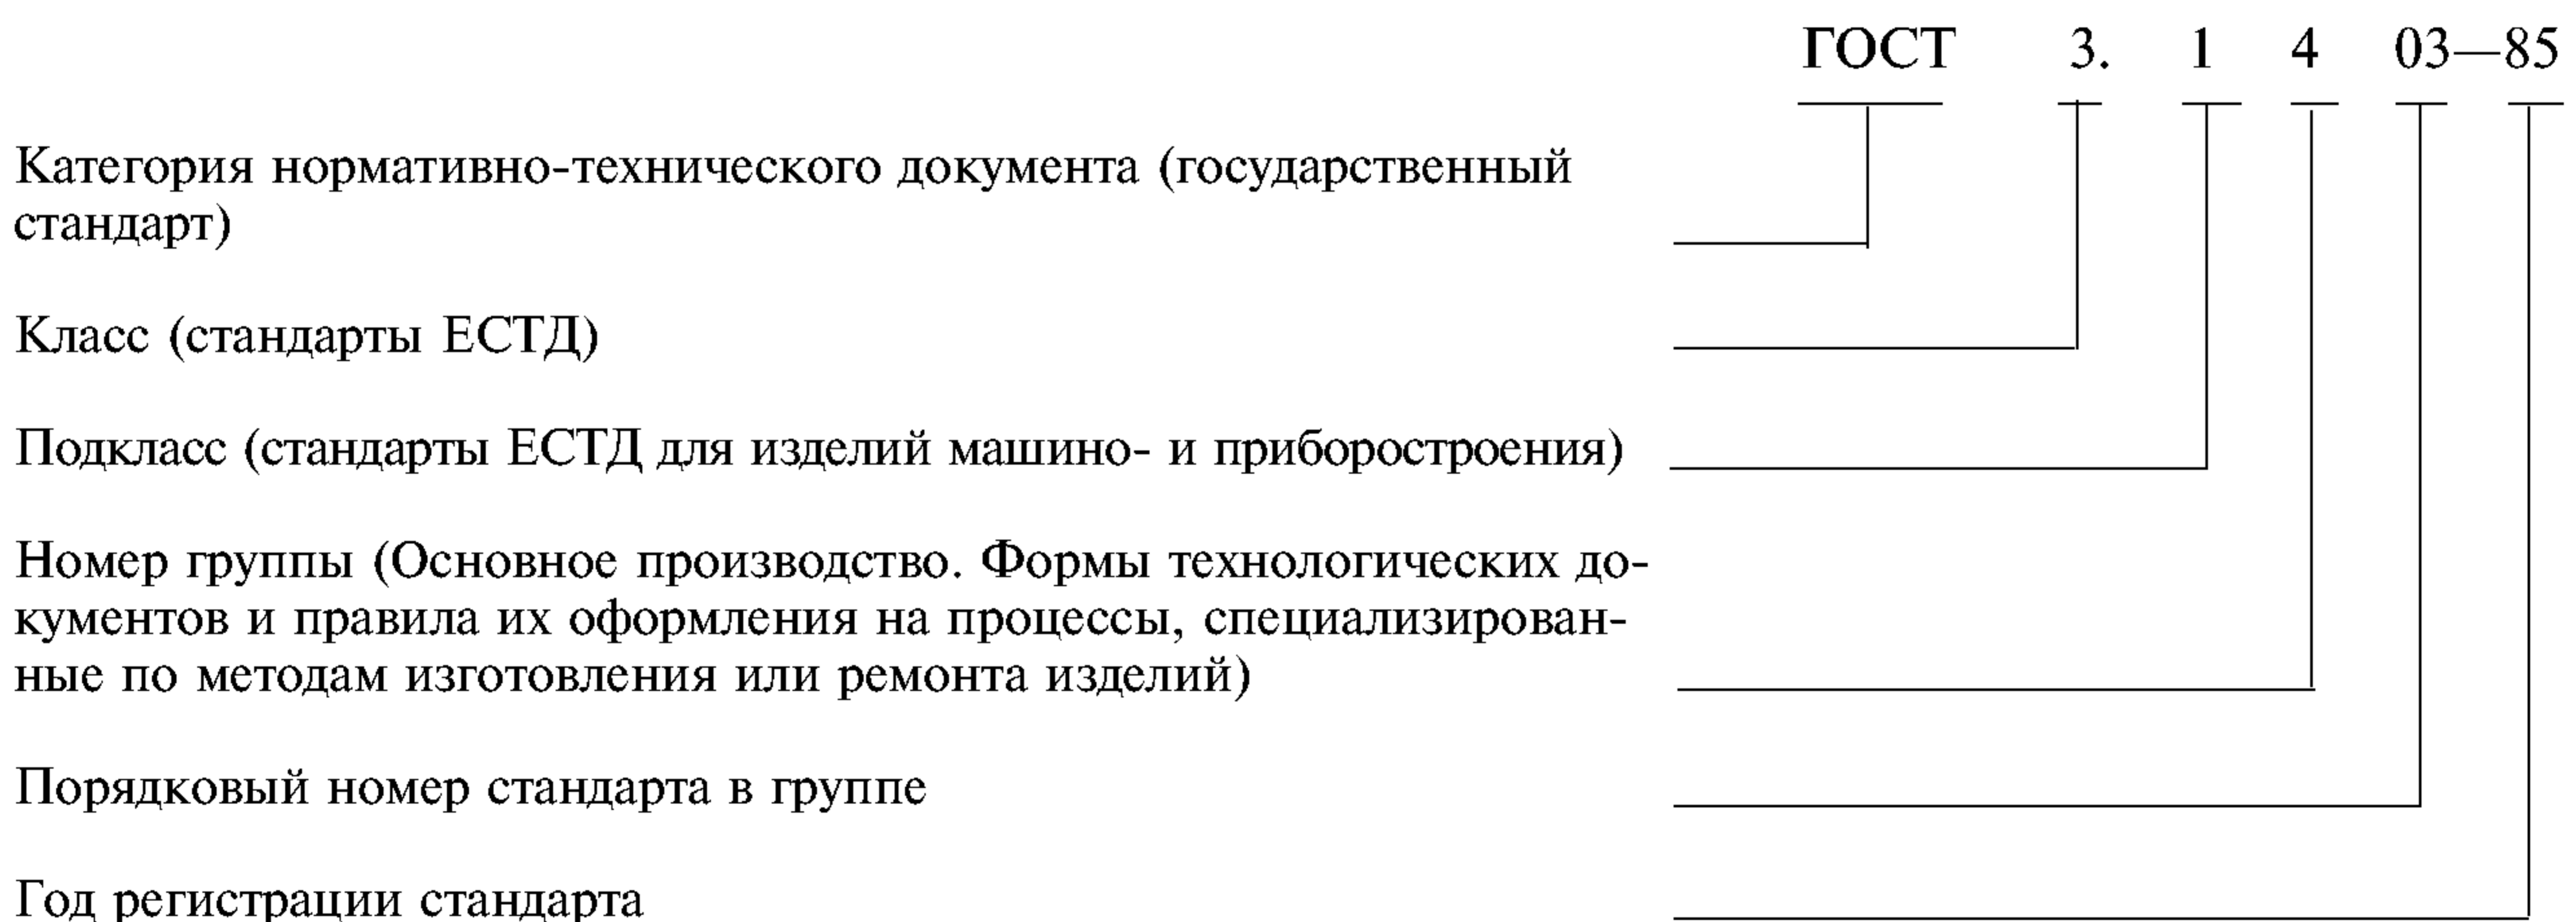 ГОСТ 3. 1 4 03—85
Категория нормативно-технического документа (государственный
стандарт)
Класс (стандарты ЕСТД)
Подкласс (стандарты ЕСТД для изделий машино- и приборостроения)
Номер группы (Основное производство. Формы технологических до-
кументов и правила их оформления на процессы, специализирован-
ные по методам изготовления или ремонта изделий)
Порядковый номер стандарта в группе
Год регистрации стандарта